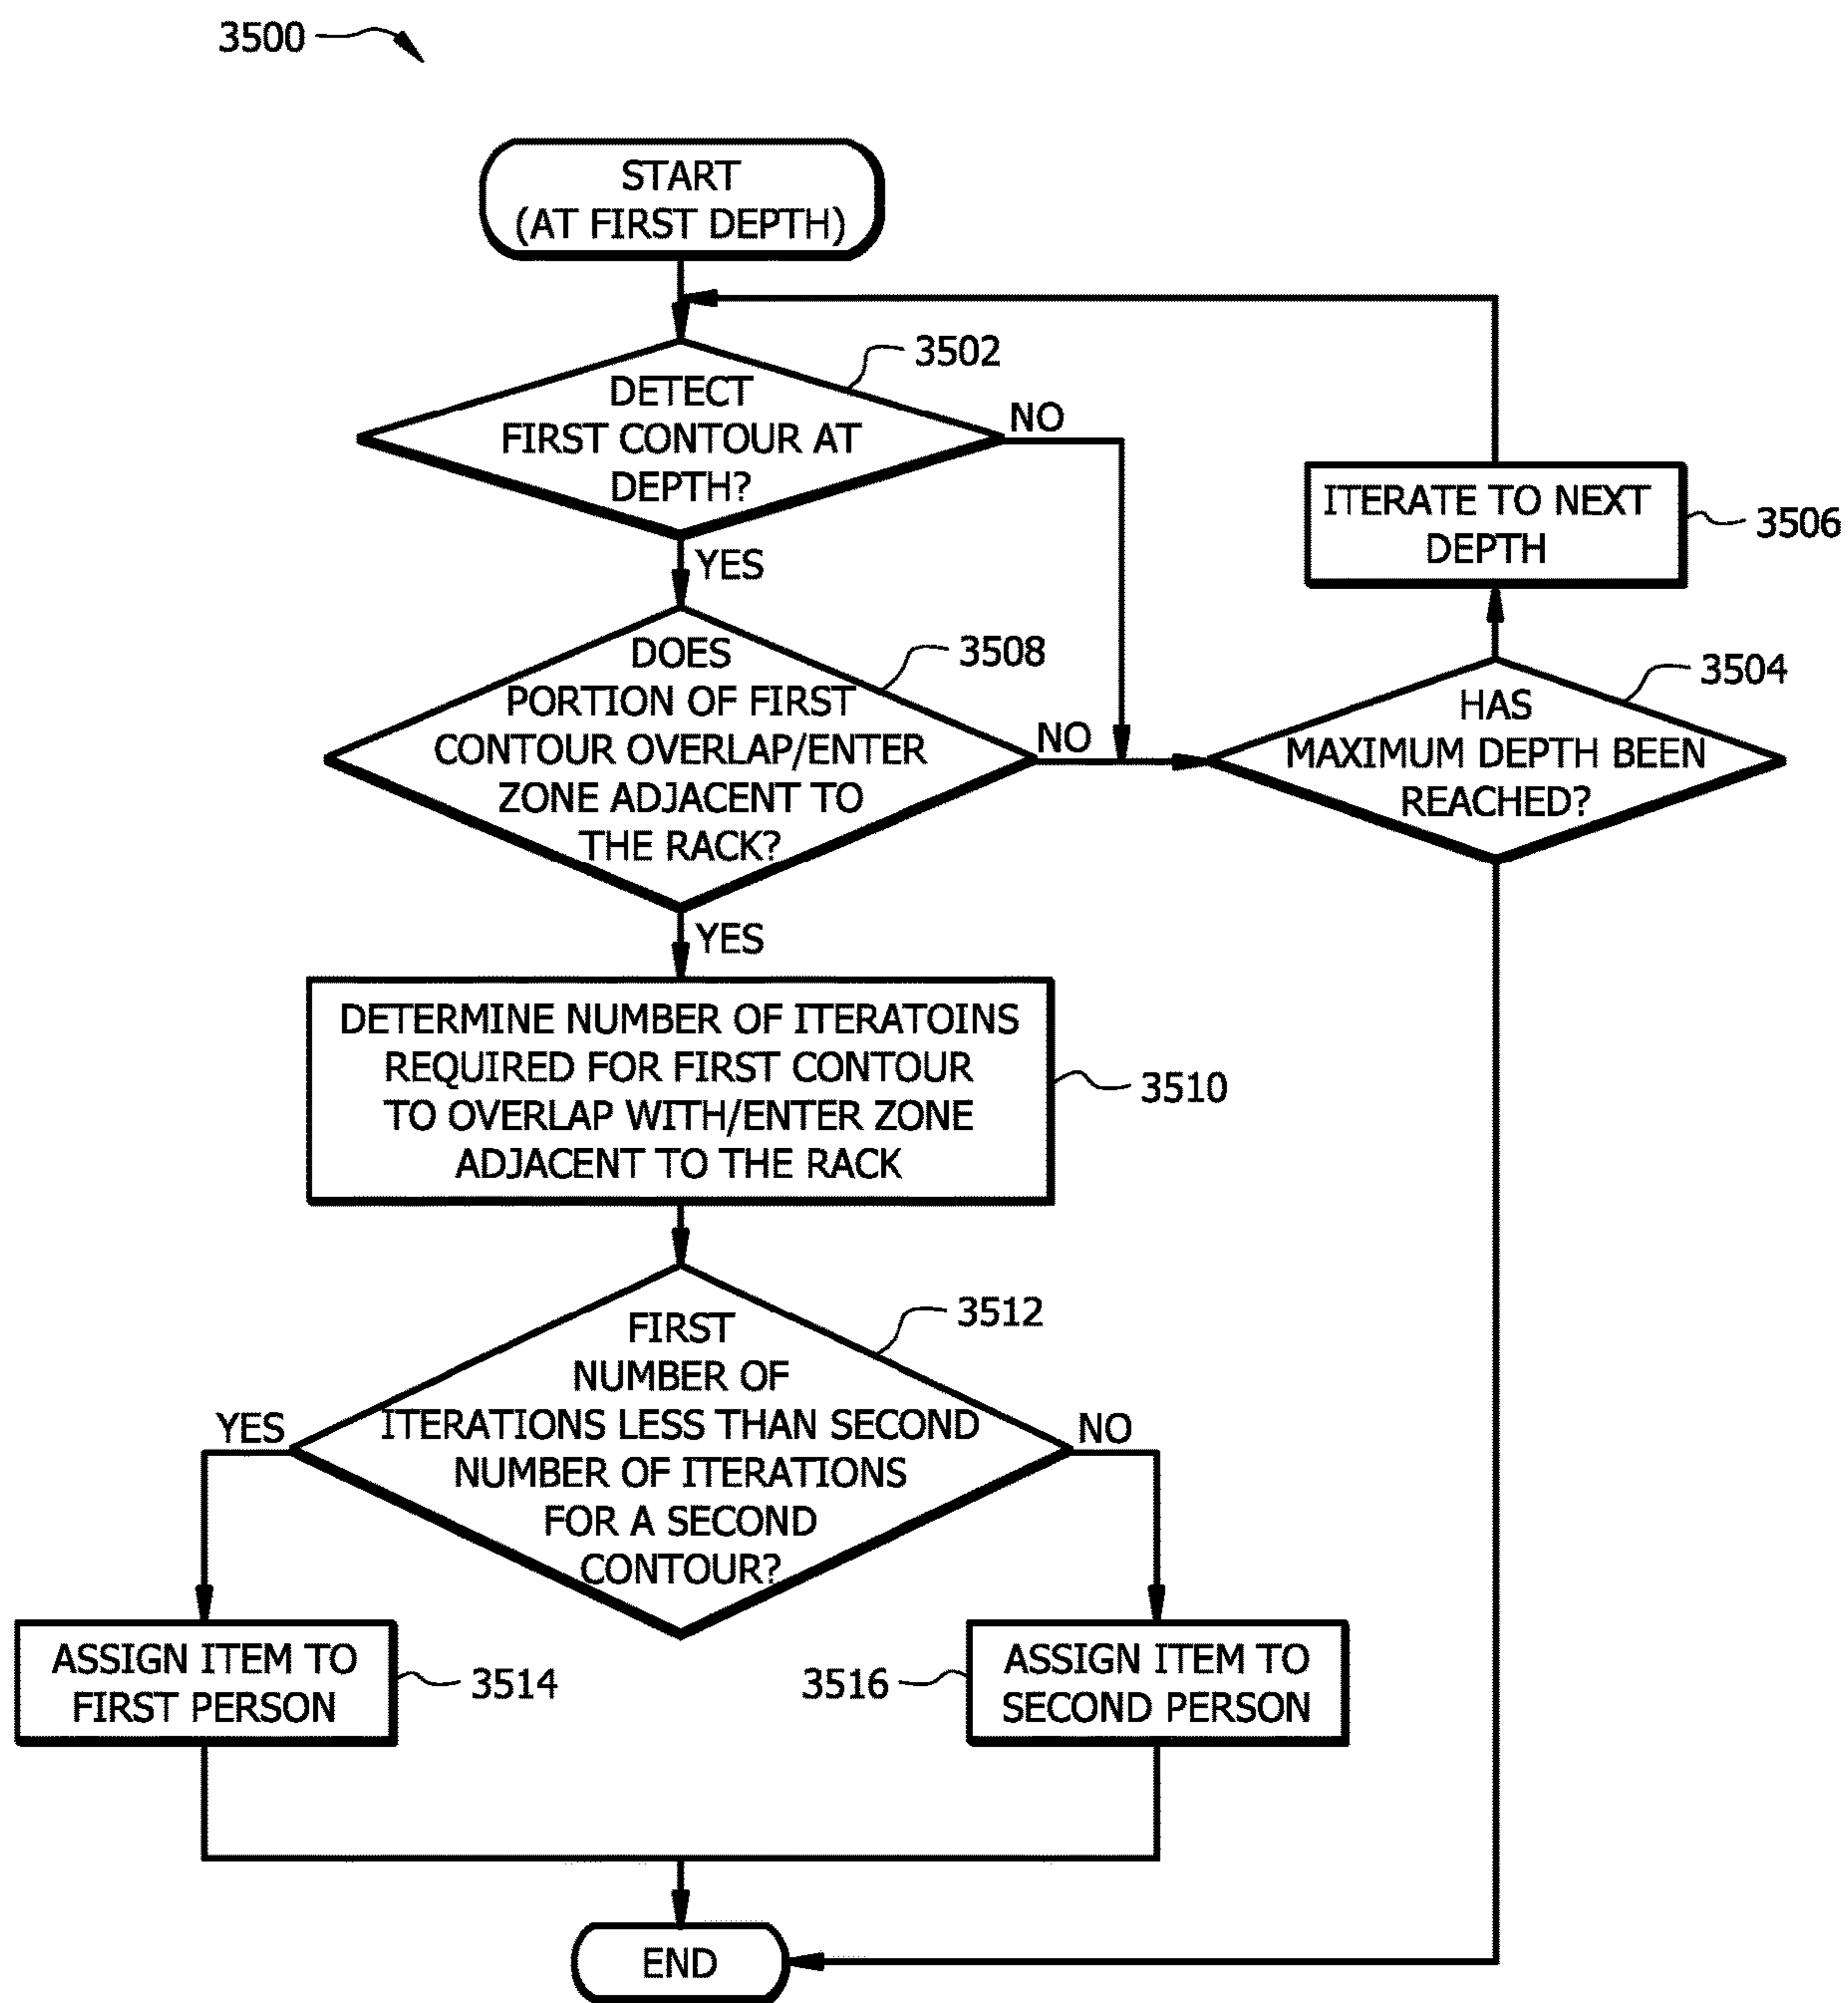 3500
START
(AT FIRST DEPTH)
3502
DETECT
FIRST CONTOUR AT
DEPTH?
NO
YES
ITERATE TO NEXT
DEPTH
3506
DOES
PORTION OF FIRST
CONTOUR OVERLAP/ENTER
ZONE ADJACENT TO
THE RACK?
3508
NO
YES
3504
HAS
MAXIMUM DEPTH BEEN
REACHED?
DETERMINE NUMBER OF ITERATOINS
REQUIRED FOR FIRST CONTOUR
TO OVERLAP WITH/ENTER ZONE
ADJACENT TO THE RACK
3510
3512
FIRST
NUMBER OF
ITERATIONS LESS THAN SECOND
NUMBER OF ITERATIONS
FOR A SECOND
CONTOUR?
YES
NO
ASSIGN ITEM TO
FIRST PERSON
3514
3516
ASSIGN ITEM TO
SECOND PERSON
END